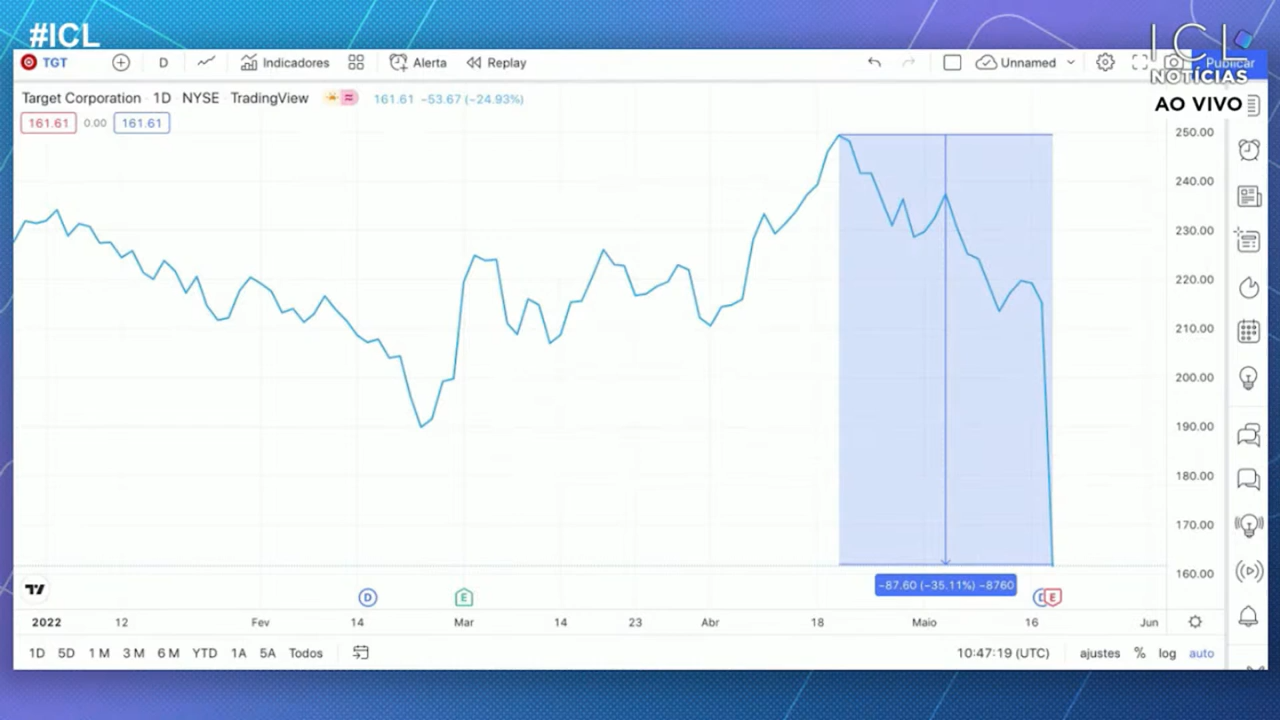 #ICL
ICL
NOTÍCIAS
AO VIVO
TGT D Indicadores Alerta Replay Unnamed Publicar
Target Corporation · 1D · NYSE · TradingView 161.61 −53.67 (−24.93%)
161.61 0.00 161.61
250.00
240.00
230.00
220.00
210.00
200.00
190.00
180.00
170.00
160.00
−87.60 (−35.11%) −8760
D E D E
2022 12 Fev 14 Mar 14 23 Abr 18 Maio 16 Jun
1D 5D 1 M 3 M 6 M YTD 1A 5A Todos 10:47:19 (UTC) ajustes % log auto